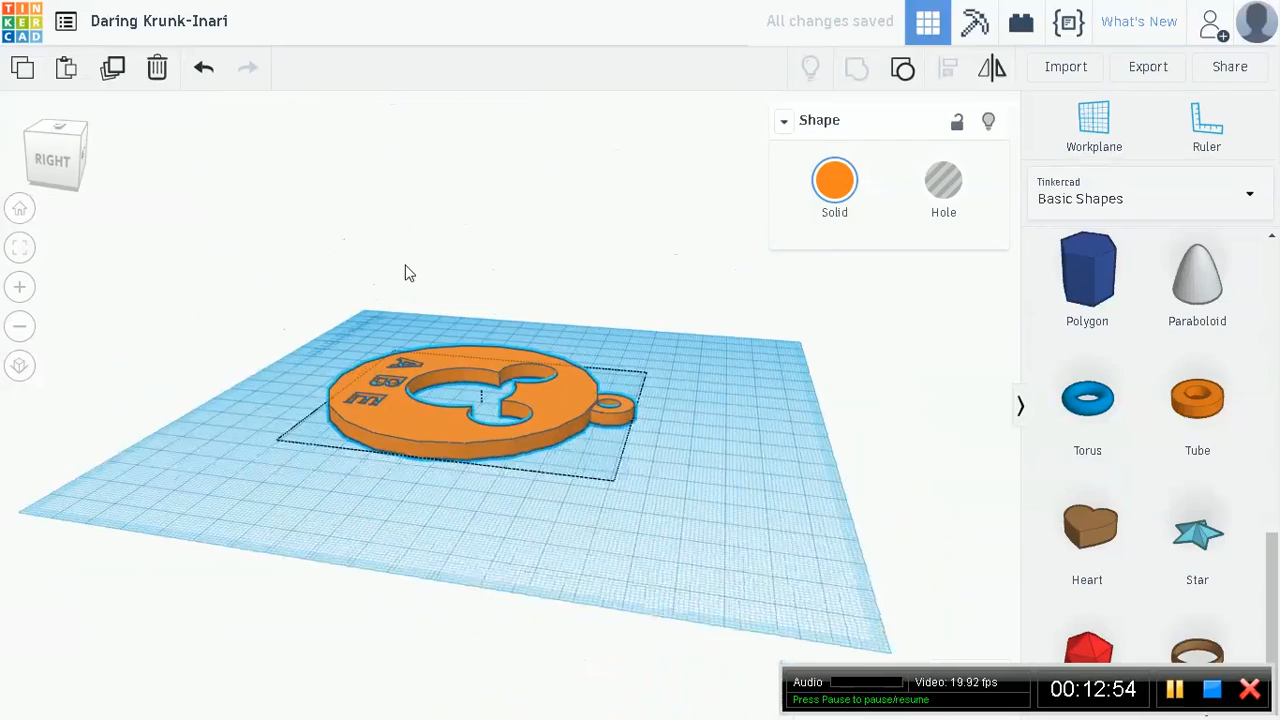 TIN
KER
CAD
Daring Krunk-Inari
All changes saved
What's New
Import
Export
Share
RIGHT
Shape
Solid
Hole
Workplane
Ruler
Tinkercad
Basic Shapes
Polygon
Paraboloid
Torus
Tube
Heart
Star
Audio
Video: 19.92 fps
Press Pause to pause/resume
00:12:54